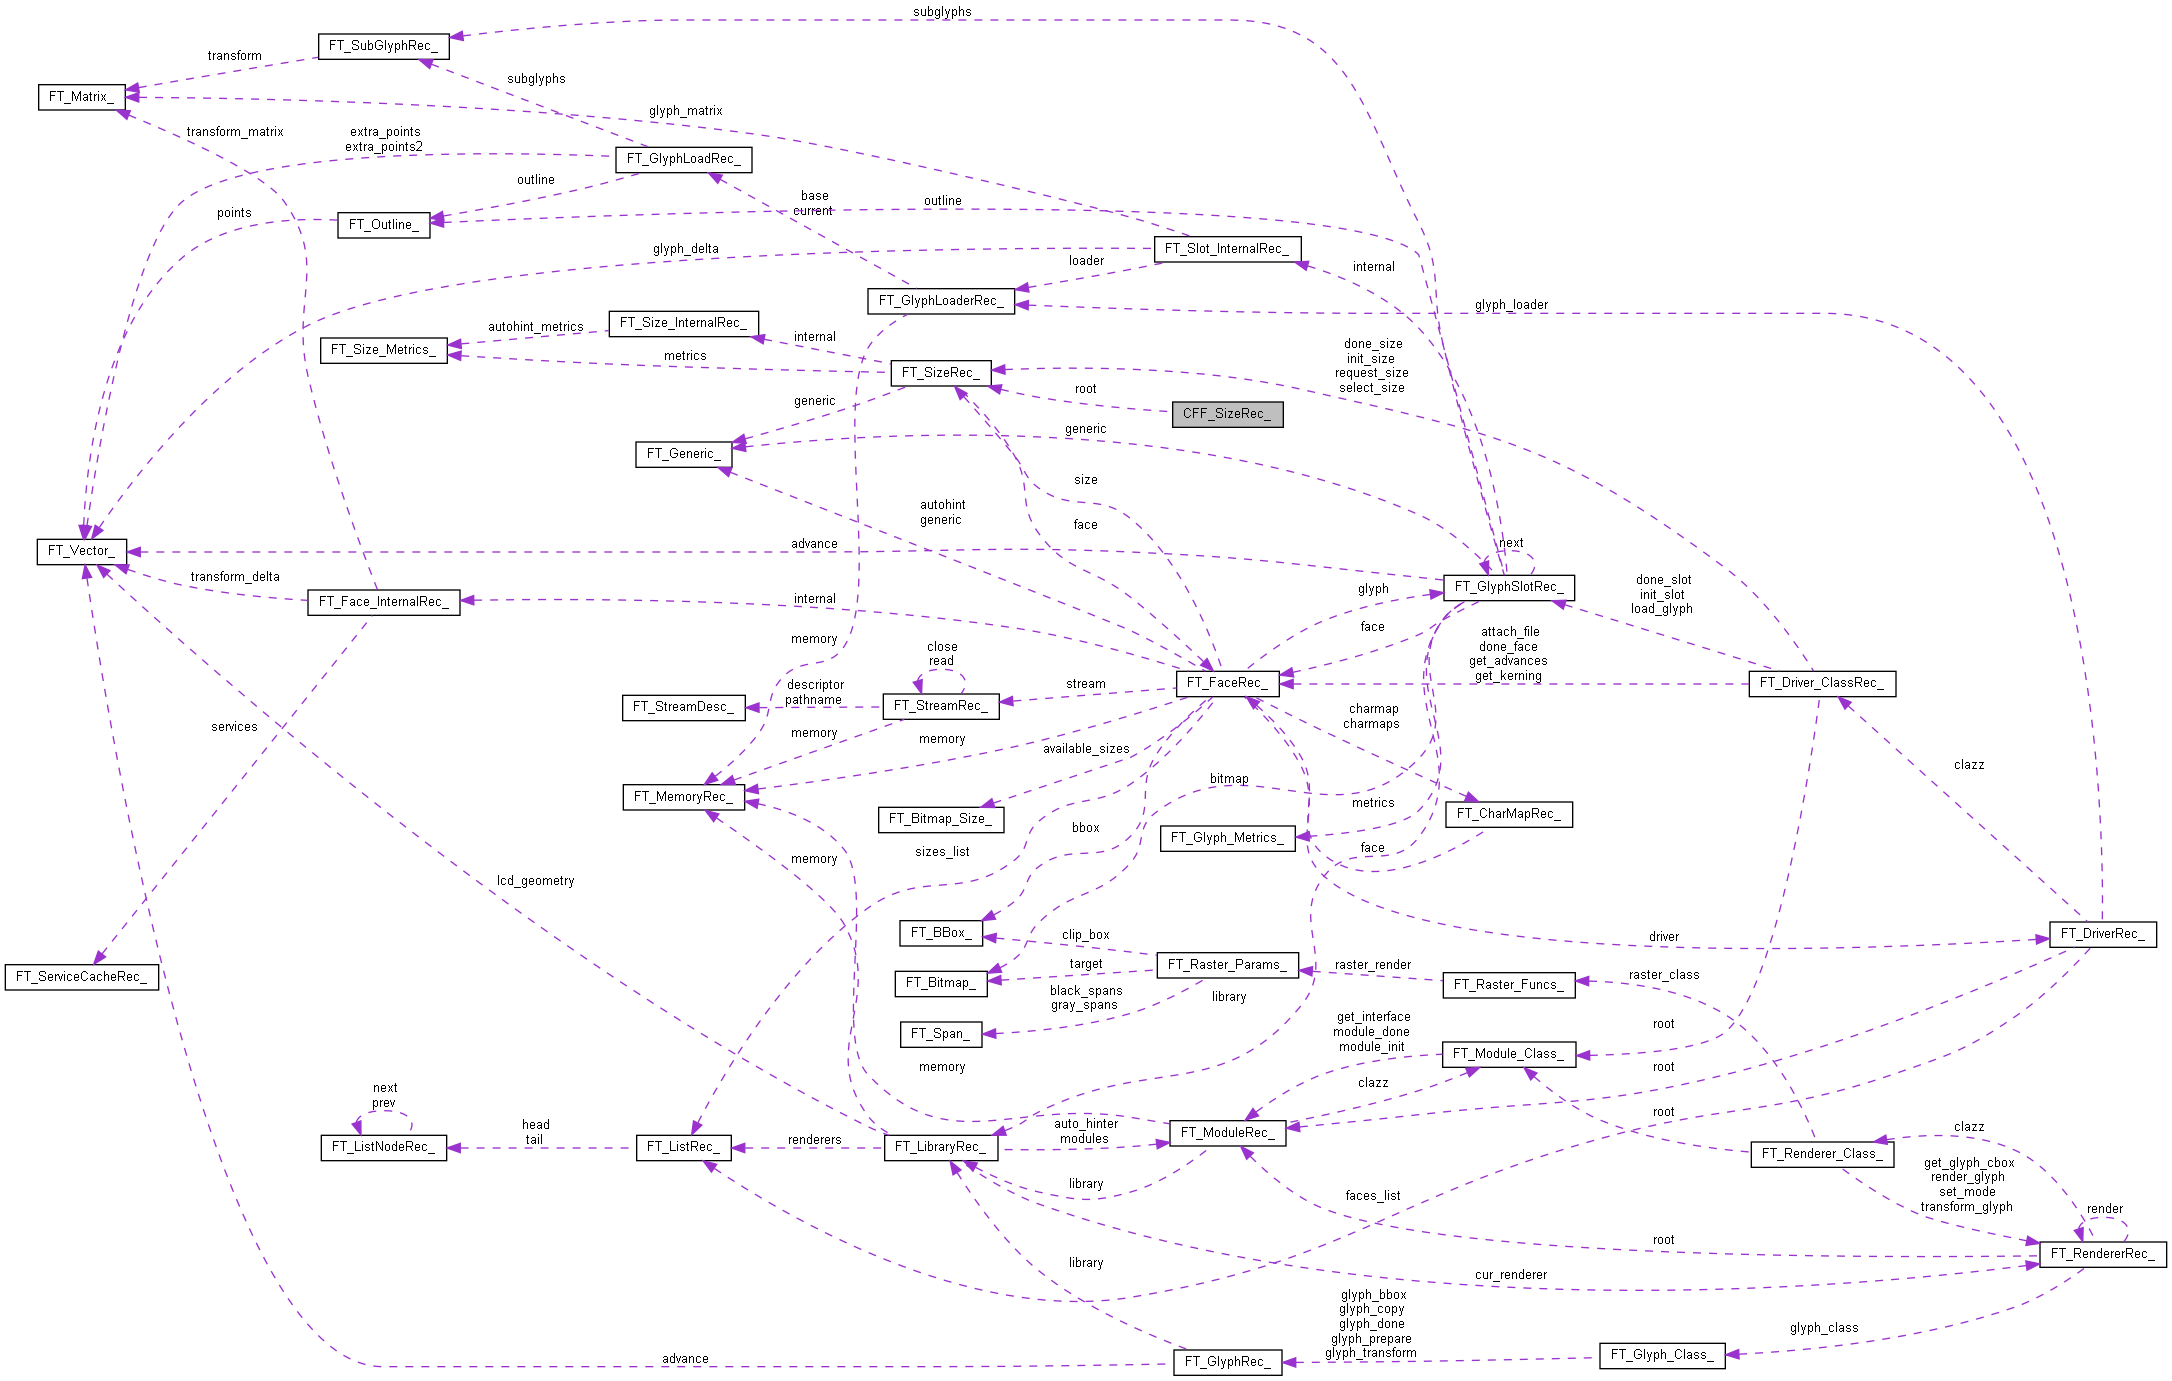 subglyphs
FT_SubGlyphRec_
transform
subglyphs
FT_Matrix_
glyph_matrix
transform_matrix
extra_points
extra_points2
FT_GlyphLoadRec_
outline
base
current
outline
points
FT_Outline_
glyph_delta
FT_Slot_InternalRec_
loader
internal
FT_GlyphLoaderRec_
glyph_loader
FT_Size_InternalRec_
autohint_metrics
internal
FT_Size_Metrics_
metrics
done_size
init_size
request_size
select_size
FT_SizeRec_
root
generic
CFF_SizeRec_
generic
FT_Generic_
size
autohint
generic
face
FT_Vector_
advance
next
transform_delta
FT_GlyphSlotRec_
done_slot
init_slot
load_glyph
glyph
FT_Face_InternalRec_
internal
face
attach_file
done_face
get_advances
get_kerning
memory
close
read
FT_FaceRec_
FT_Driver_ClassRec_
descriptor
pathname
stream
FT_StreamDesc_
FT_StreamRec_
charmap
charmaps
services
memory
memory
available_sizes
clazz
bitmap
FT_MemoryRec_
metrics
FT_Bitmap_Size_
FT_CharMapRec_
bbox
FT_Glyph_Metrics_
face
memory
sizes_list
lcd_geometry
FT_BBox_
clip_box
driver
FT_DriverRec_
FT_ServiceCacheRec_
target
FT_Raster_Params_
raster_render
raster_class
FT_Bitmap_
FT_Raster_Funcs_
black_spans
gray_spans
library
FT_Span_
get_interface
module_done
module_init
root
FT_Module_Class_
memory
root
clazz
next
prev
root
head
tail
auto_hinter
modules
FT_ModuleRec_
clazz
FT_ListNodeRec_
FT_ListRec_
renderers
FT_LibraryRec_
FT_Renderer_Class_
library
faces_list
get_glyph_cbox
render_glyph
set_mode
transform_glyph
render
root
FT_RendererRec_
library
cur_renderer
glyph_bbox
glyph_copy
glyph_done
glyph_prepare
glyph_transform
glyph_class
advance
FT_GlyphRec_
FT_Glyph_Class_